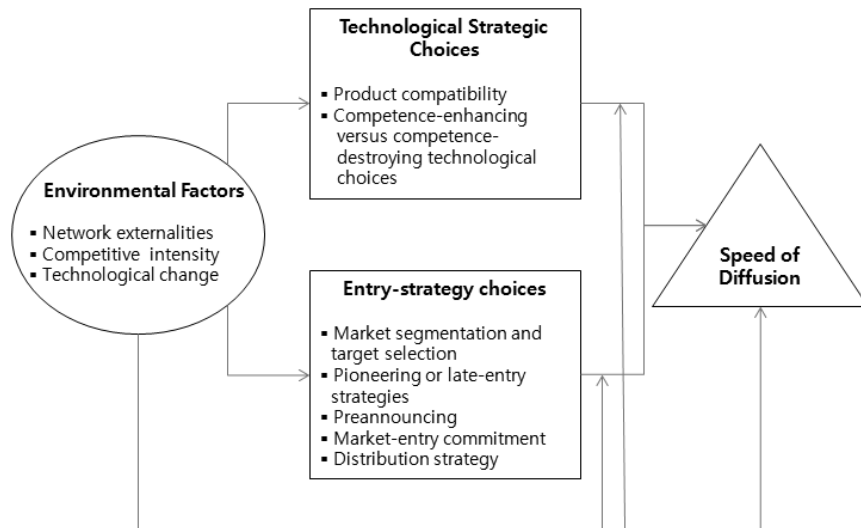 Technological Strategic
Choices
▪ Product compatibility
▪ Competence-enhancing
versus competence-
destroying technological
choices
Environmental Factors
▪ Network externalities
▪ Competitive intensity
▪ Technological change
Entry-strategy choices
▪ Market segmentation and
target selection
▪ Pioneering or late-entry
strategies
▪ Preannouncing
▪ Market-entry commitment
▪ Distribution strategy
Speed of
Diffusion